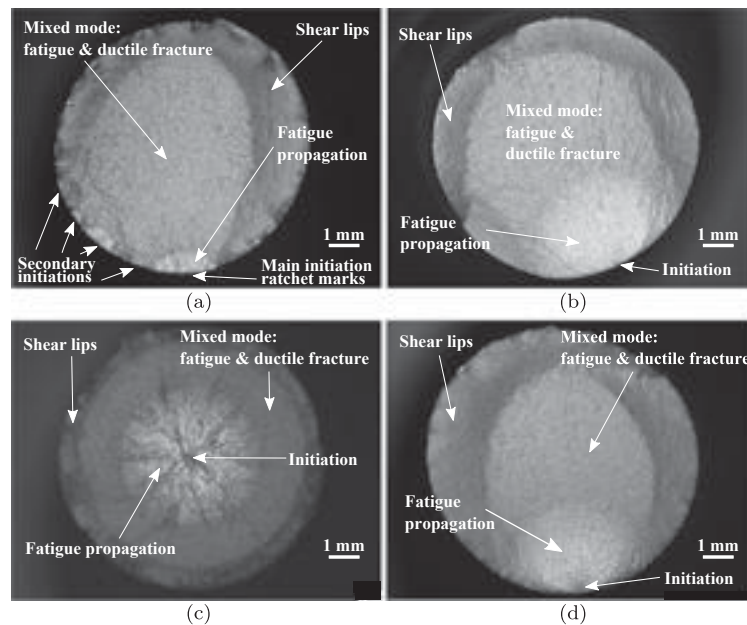 Mixed mode:
fatigue & ductile fracture
Shear lips
Fatigue
propagation
Secondary
initiations
Main initiation
ratchet marks
1 mm
(a)
Shear lips
Mixed mode:
fatigue &
ductile fracture
Fatigue
propagation
1 mm
Initiation
(b)
Shear lips
Mixed mode:
fatigue & ductile fracture
Initiation
Fatigue propagation
1 mm
(c)
Shear lips
Mixed mode:
fatigue & ductile fracture
Fatigue
propagation
1 mm
Initiation
(d)